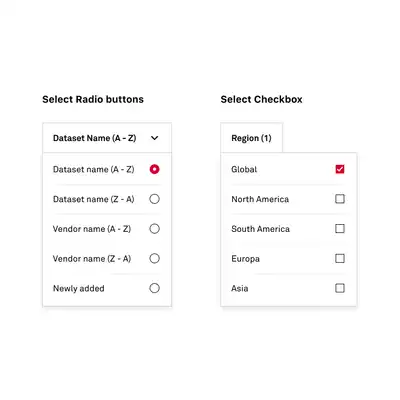 Select Radio buttons
Dataset Name (A - Z)
Dataset name (A - Z)
Dataset name (Z - A)
Vendor name (A - Z)
Vendor name (Z - A)
Newly added
Select Checkbox
Region (1)
Global
North America
South America
Europa
Asia